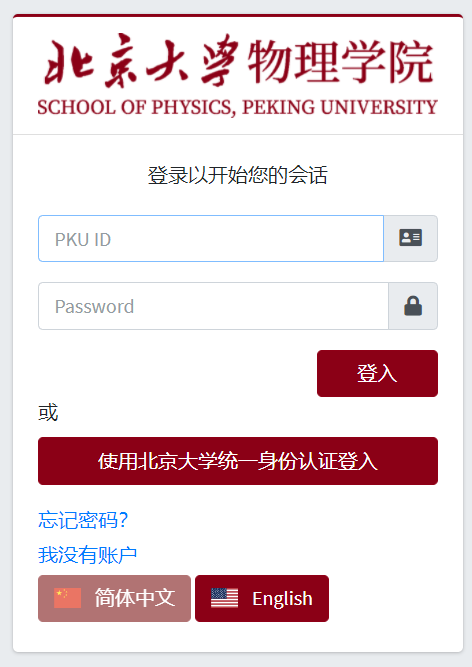 北京大学物理学院
SCHOOL OF PHYSICS, PEKING UNIVERSITY
登录以开始您的会话
PKU ID
Password
登入
或
使用北京大学统一身份认证登入
忘记密码?
我没有账户
简体中文 English